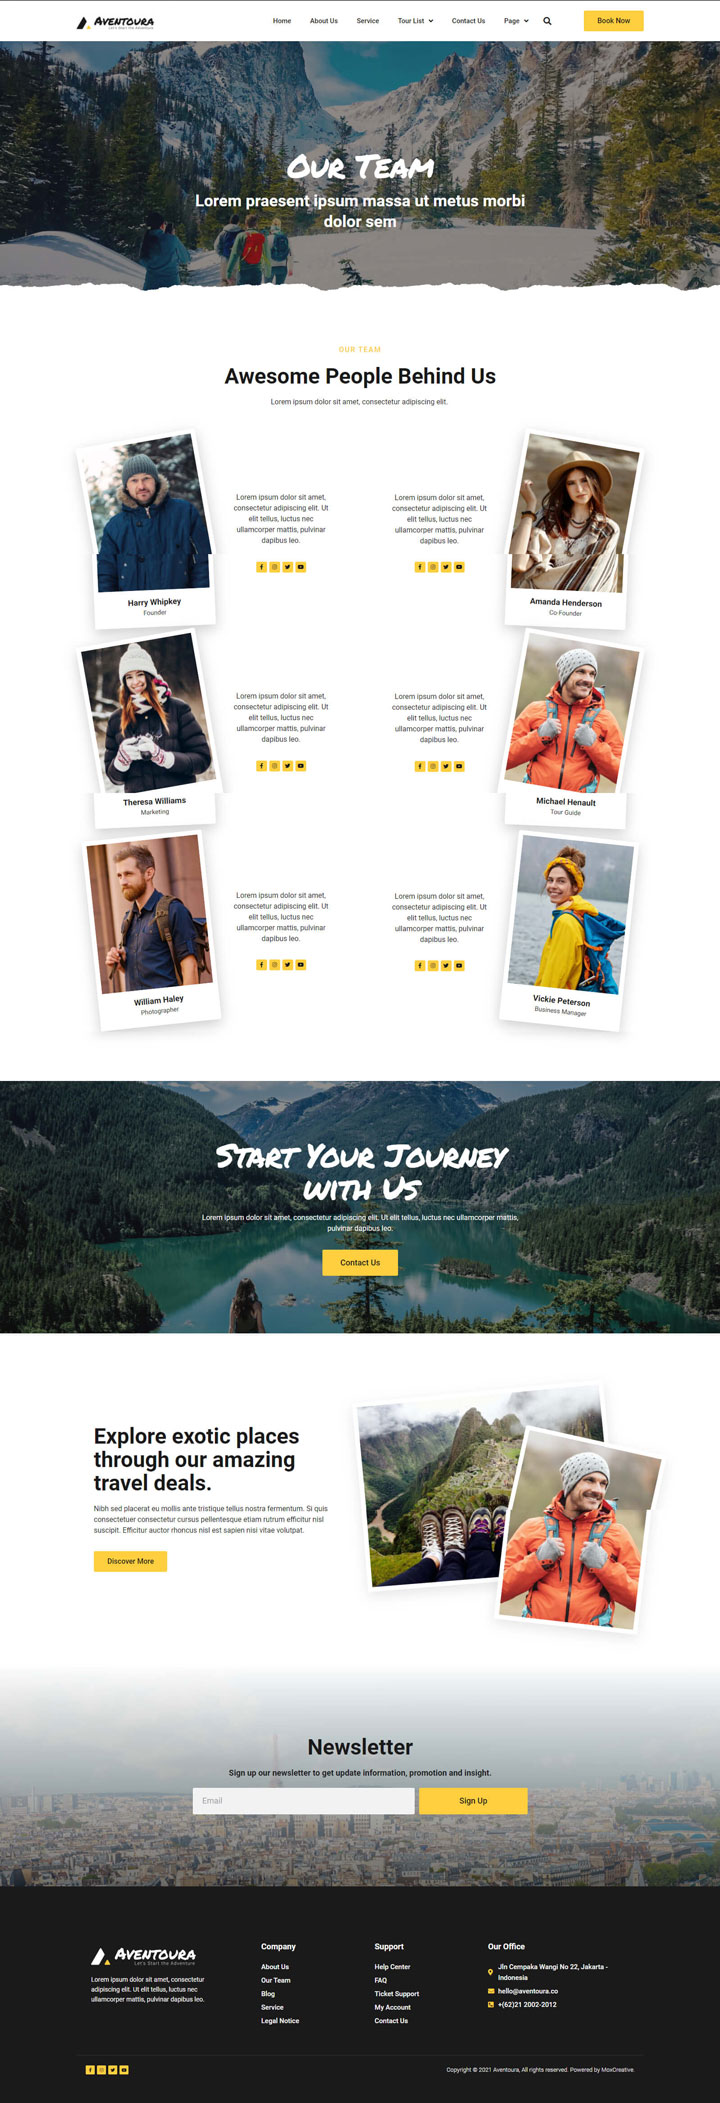 AVENTOURA
Let's Start the Adventure
Home About Us Service Tour List Contact Us Page Book Now
OUR TEAM
Lorem praesent ipsum massa ut metus morbi
dolor sem
OUR TEAM
Awesome People Behind Us
Lorem ipsum dolor sit amet, consectetur adipiscing elit.
Lorem ipsum dolor sit amet,
consectetur adipiscing elit. Ut
elit tellus, luctus nec
ullamcorper mattis, pulvinar
dapibus leo.
Harry Whipkey
Founder
Lorem ipsum dolor sit amet,
consectetur adipiscing elit. Ut
elit tellus, luctus nec
ullamcorper mattis, pulvinar
dapibus leo.
Amanda Henderson
Co-Founder
Lorem ipsum dolor sit amet,
consectetur adipiscing elit. Ut
elit tellus, luctus nec
ullamcorper mattis, pulvinar
dapibus leo.
Theresa Williams
Marketing
Lorem ipsum dolor sit amet,
consectetur adipiscing elit. Ut
elit tellus, luctus nec
ullamcorper mattis, pulvinar
dapibus leo.
Michael Henault
Tour Guide
Lorem ipsum dolor sit amet,
consectetur adipiscing elit. Ut
elit tellus, luctus nec
ullamcorper mattis, pulvinar
dapibus leo.
William Haley
Photographer
Lorem ipsum dolor sit amet,
consectetur adipiscing elit. Ut
elit tellus, luctus nec
ullamcorper mattis, pulvinar
dapibus leo.
Vickie Peterson
Business Manager
START YOUR JOURNEY
WITH US
Lorem ipsum dolor sit amet, consectetur adipiscing elit. Ut elit tellus, luctus nec ullamcorper mattis,
pulvinar dapibus leo.
Contact Us
Explore exotic places
through our amazing
travel deals.
Nibh sed placerat eu mollis ante tristique tellus nostra fermentum. Si quis
consectetuer consectetur cursus pellentesque etiam rutrum efficitur nisl
suscipit. Efficitur auctor rhoncus nisl est sapien nisi vitae volutpat.
Discover More
Newsletter
Sign up our newsletter to get update information, promotion and insight.
Email
Sign Up
AVENTOURA
Let's Start the Adventure
Lorem ipsum dolor sit amet, consectetur
adipiscing elit. Ut elit tellus, luctus nec
ullamcorper mattis, pulvinar dapibus leo.
Company
About Us
Our Team
Blog
Service
Legal Notice
Support
Help Center
FAQ
Ticket Support
My Account
Contact Us
Our Office
Jln Cempaka Wangi No 22, Jakarta -
Indonesia
hello@aventoura.co
+(62)21 2002-2012
Copyright © 2021 Aventoura, All rights reserved. Powered by MoxCreative.